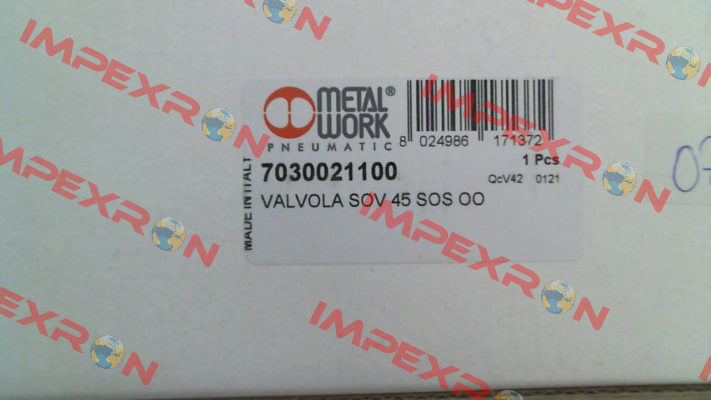 METAL®
WORK
PNEUMATIC
8 024986 171372
7030021100
1 Pcs
QcV42 0121
VALVOLA SOV 45 SOS OO
MADE IN ITALY
IMPEXRON
IMPEXRON
IMPEXRON
IMPEXRON
IMPEXRON
IMPEXRON